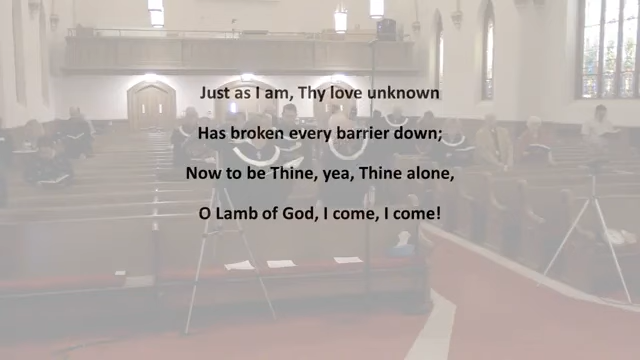 Just as I am, Thy love unknown
Has broken every barrier down;
Now to be Thine, yea, Thine alone,
O Lamb of God, I come, I come!